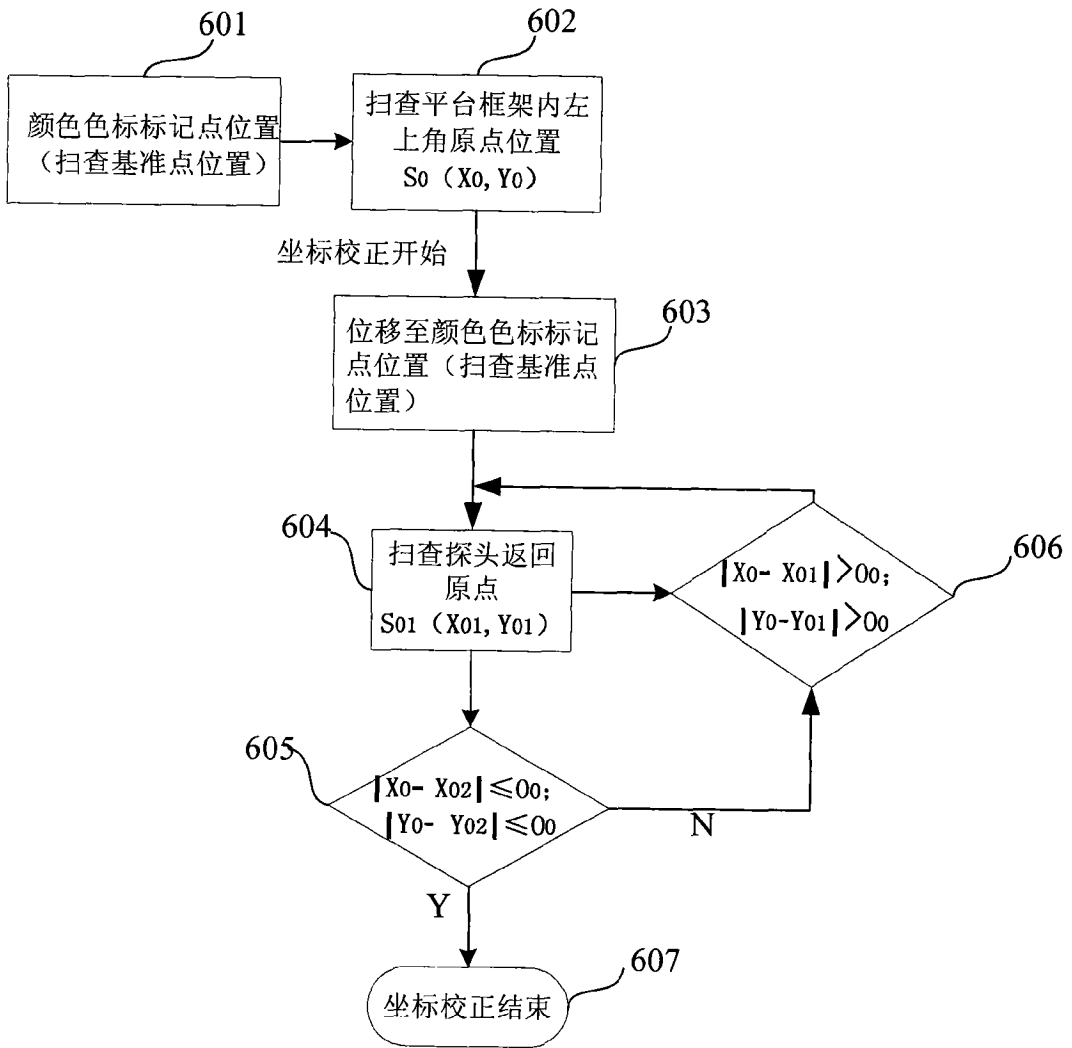 601
颜色色标标记点位置
（扫查基准点位置）
602
扫查平台框架内左
上角原点位置
S0（X0,Y0）
坐标校正开始
603
位移至颜色色标标记
点位置（扫查基准点
位置）
604
扫查探头返回
原点
S01（X01,Y01）
606
|X0- X01|>O0;
|Y0-Y01|>O0
605
|X0- X02|≤O0;
|Y0- Y02|≤O0
N
Y
607
坐标校正结束